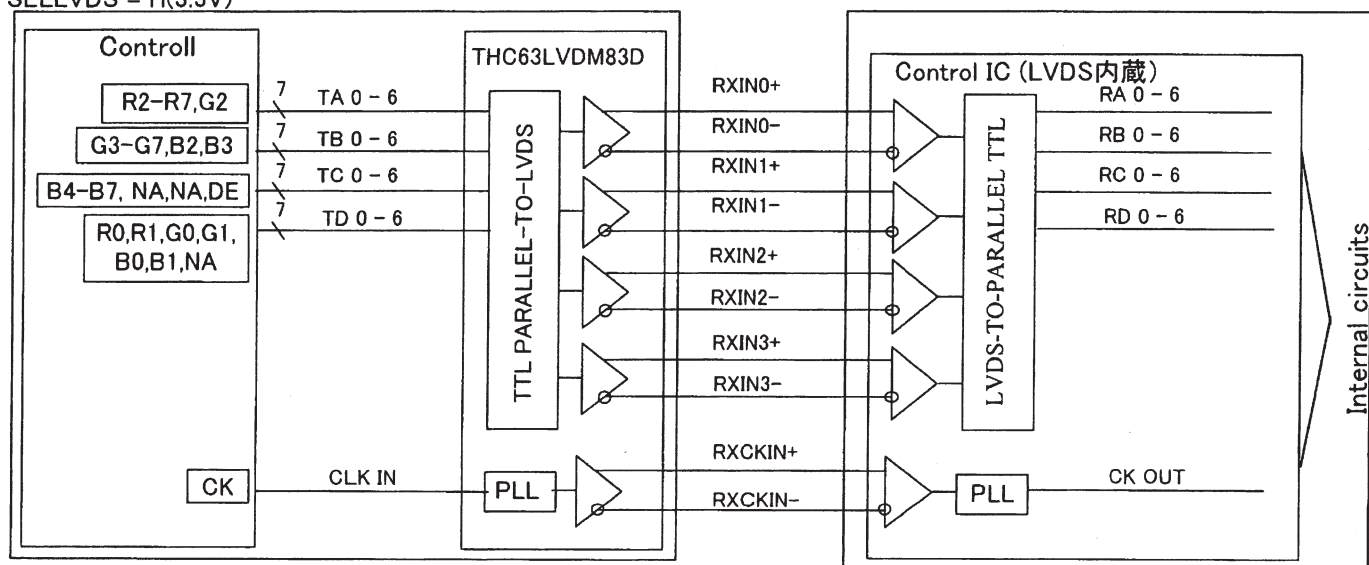 SELLVDS = H(3.3V)
Controll
THC63LVDM83D
Control IC (LVDS内蔵)
R2-R7,G2
7
TA 0 - 6
RXIN0+
RA 0 - 6
G3-G7,B2,B3
7
TB 0 - 6
RXIN0-
RB 0 - 6
B4-B7, NA,NA,DE
7
TC 0 - 6
RXIN1+
RC 0 - 6
R0,R1,G0,G1,
B0,B1,NA
7
TD 0 - 6
RXIN1-
RD 0 - 6
TTL PARALLEL-TO-LVDS
LVDS-TO-PARALLEL TTL
RXIN2+
RXIN2-
RXIN3+
RXIN3-
Internal circuits
CK
CLK IN
PLL
RXCKIN+
RXCKIN-
PLL
CK OUT